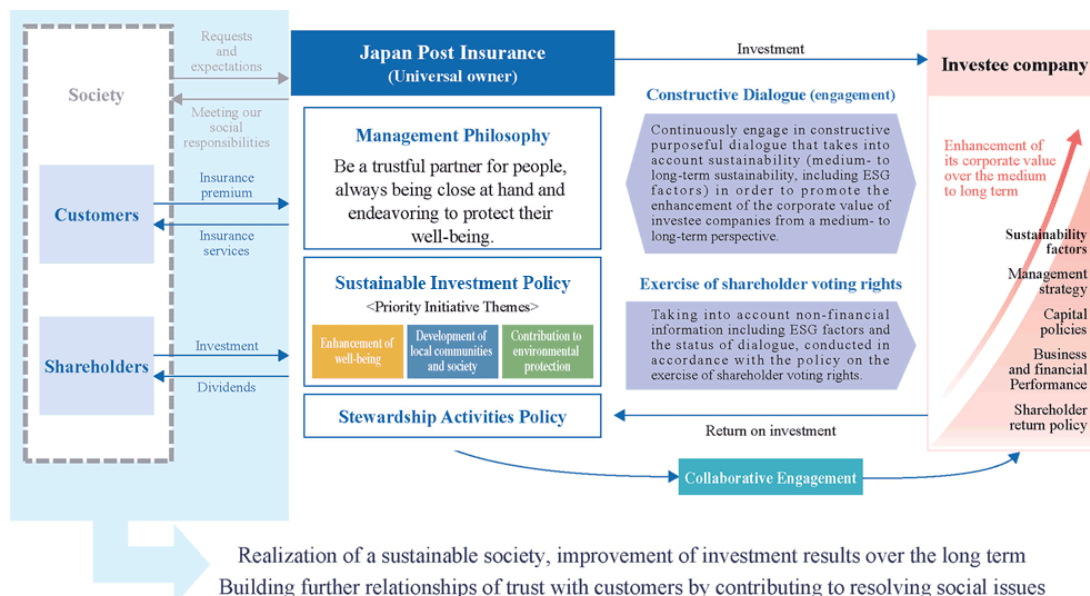 Society
Requests
and
expectations
Meeting our
social
responsibilities
Customers
Insurance
premium
Insurance
services
Shareholders
Investment
Dividends
Japan Post Insurance
(Universal owner)
Management Philosophy
Be a trustful partner for people,
always being close at hand and
endeavoring to protect their
well-being.
Sustainable Investment Policy
<Priority Initiative Themes>
Enhancement of
well-being
Development of
local communities
and society
Contribution to
environmental
protection
Stewardship Activities Policy
Investment
Constructive Dialogue (engagement)
Continuously engage in constructive
purposeful dialogue that takes into
account sustainability (medium- to
long-term sustainability, including ESG
factors) in order to promote the
enhancement of the corporate value of
investee companies from a medium- to
long-term perspective.
Exercise of shareholder voting rights
Taking into account non-financial
information including ESG factors and
the status of dialogue, conducted in
accordance with the policy on the
exercise of shareholder voting rights.
Return on investment
Collaborative Engagement
Investee company
Enhancement of
its corporate value
over the medium
to long term
Sustainability
factors
Management
strategy
Capital
policies
Business
and financial
Performance
Shareholder
return policy
Realization of a sustainable society, improvement of investment results over the long term
Building further relationships of trust with customers by contributing to resolving social issues